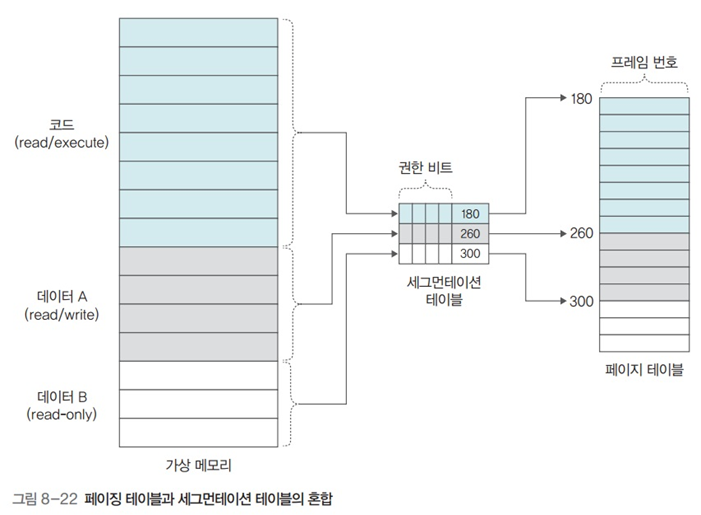 프레임 번호
180
코드
(read/execute)
권한 비트
180
260
260
300
데이터 A
(read/write)
세그먼테이션
테이블
300
페이지 테이블
데이터 B
(read-only)
가상 메모리
그림 8-22 페이징 테이블과 세그먼테이션 테이블의 혼합